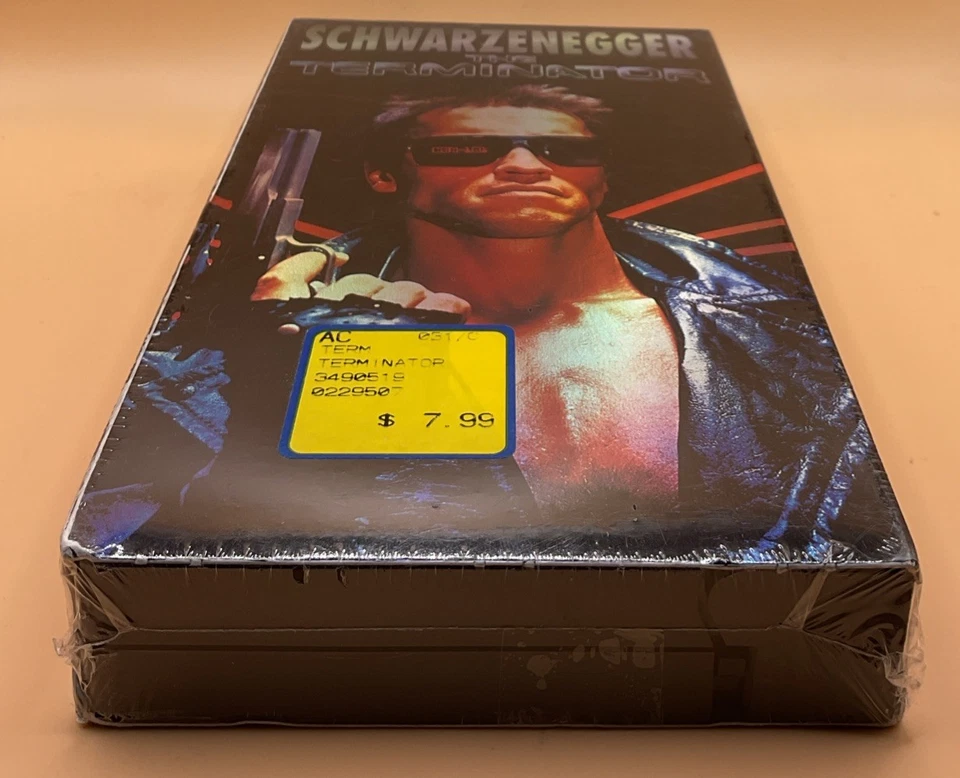 SCHWARZENEGGER
THE
TERMINATOR
AC
TERM
TERMINATOR
3490519
0229507
$ 7.99